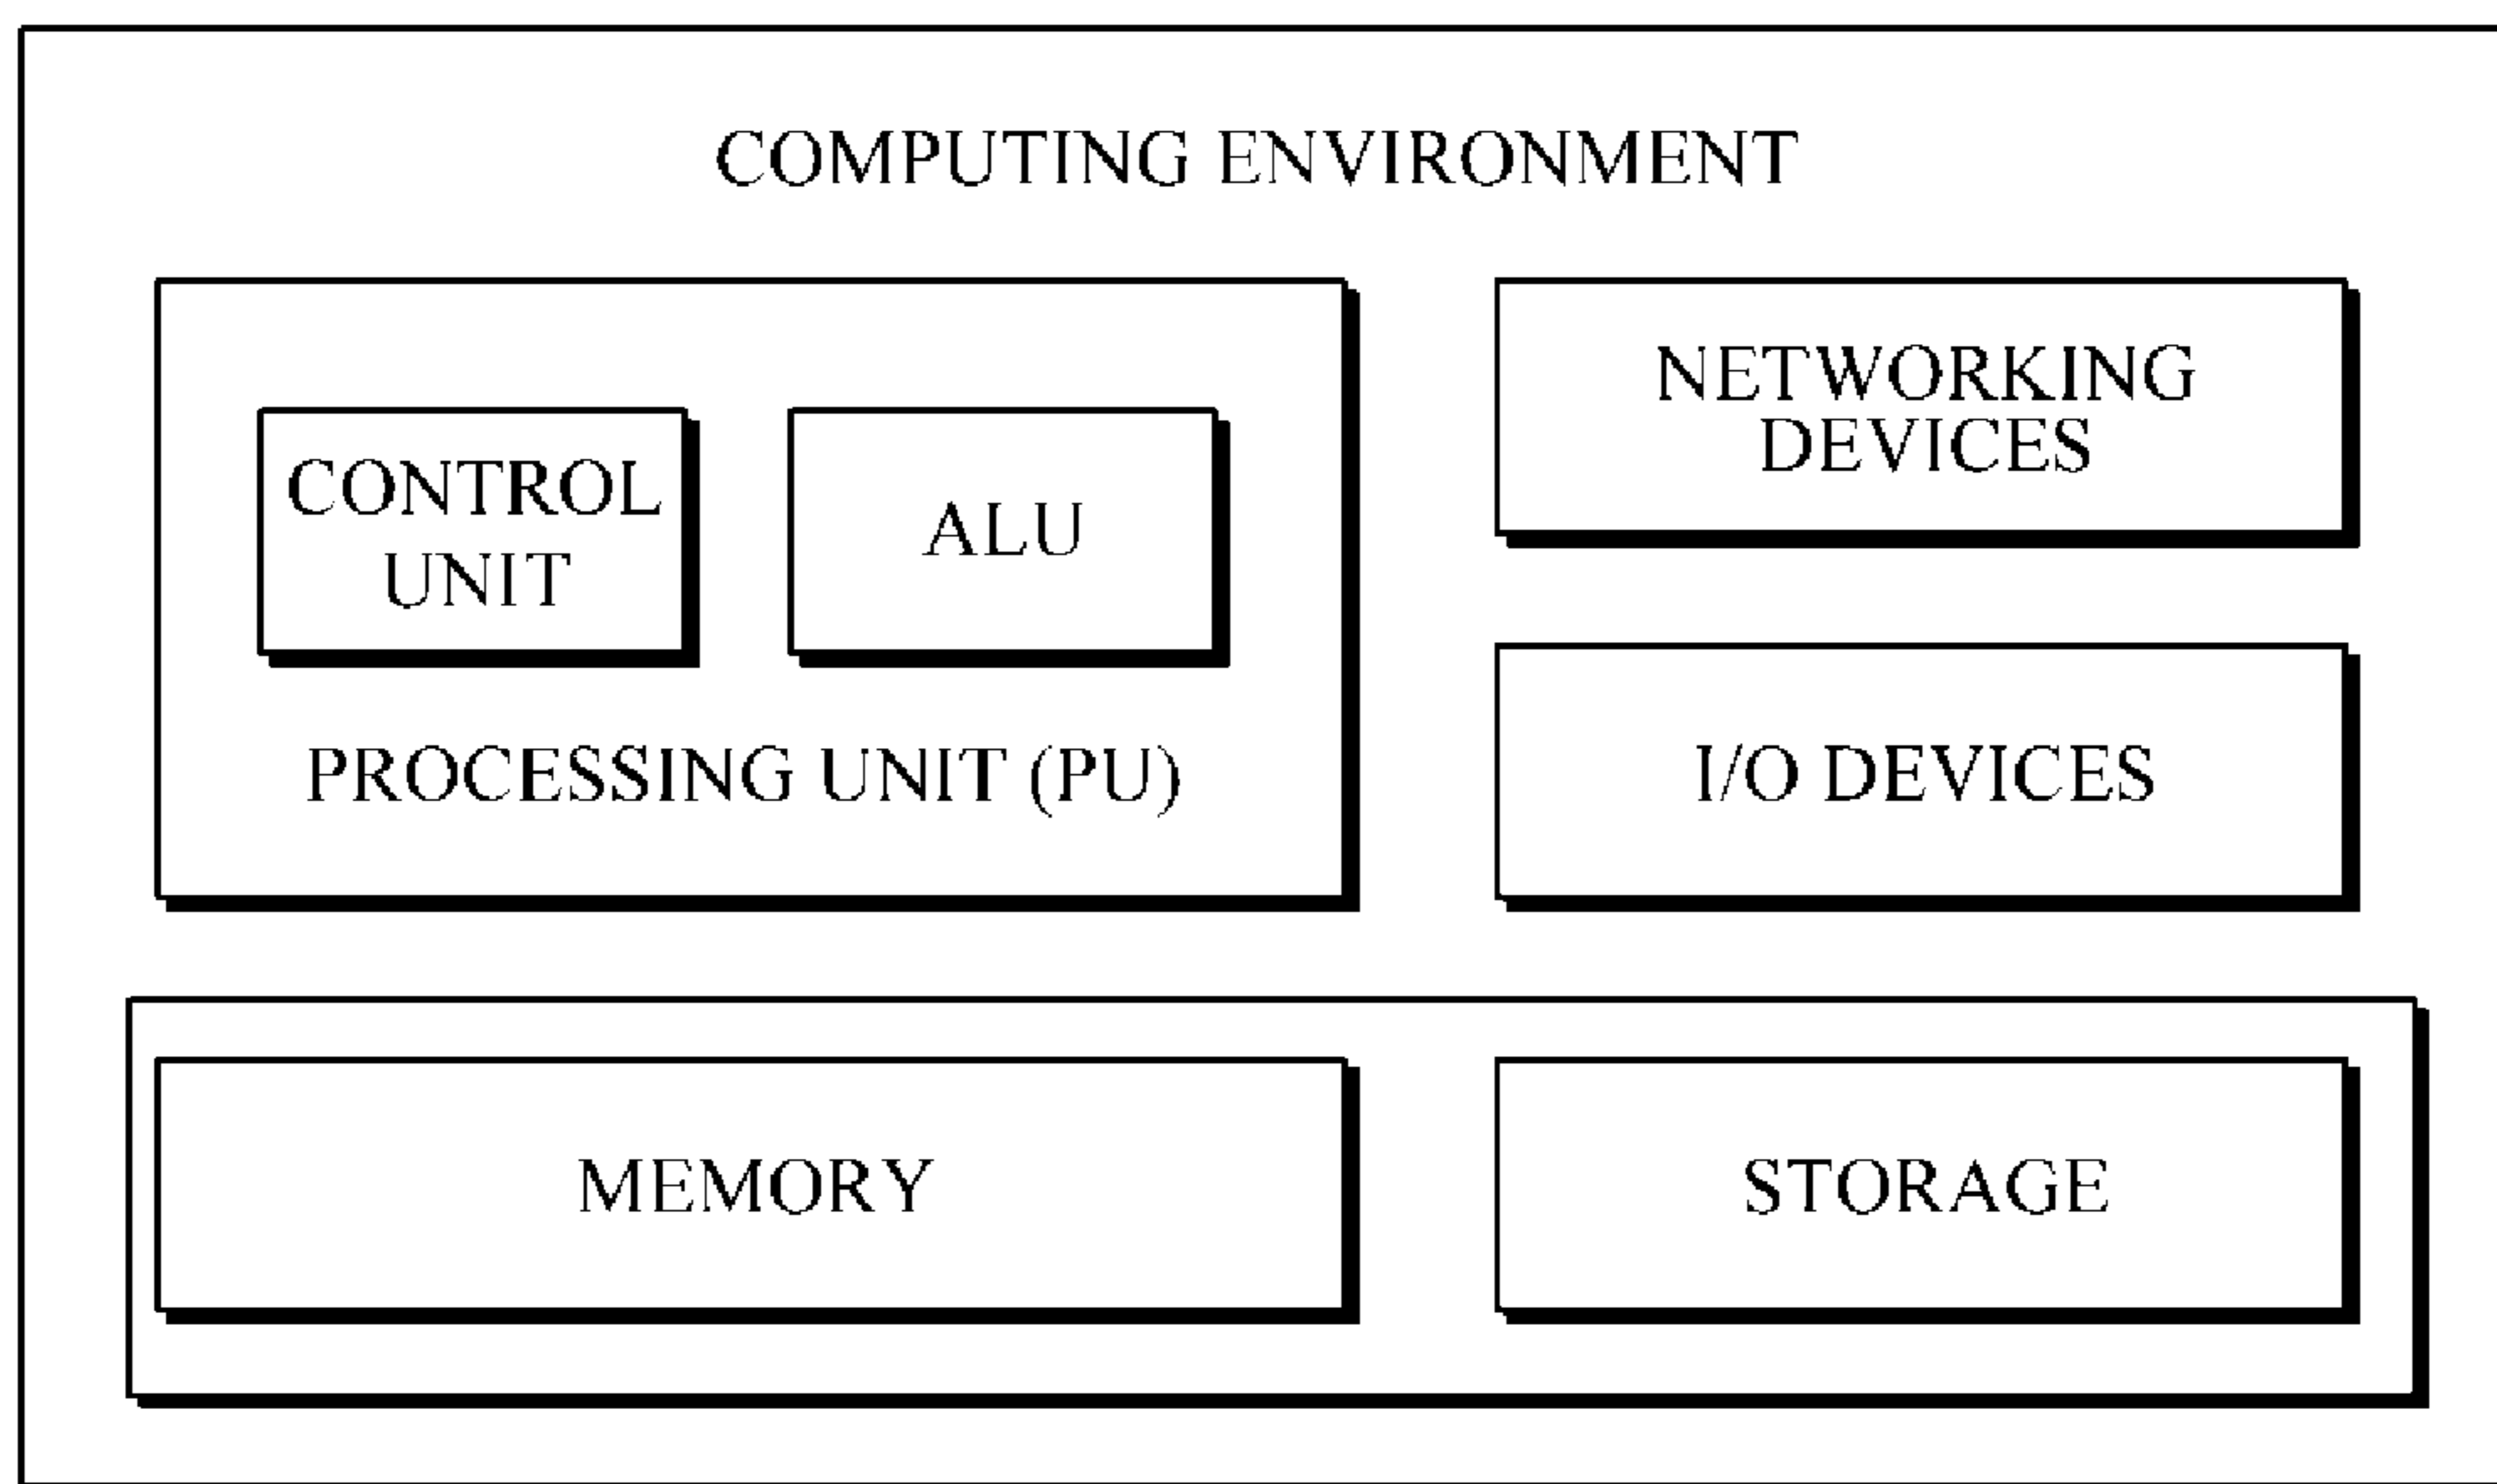 COMPUTING ENVIRONMENT
CONTROL
UNIT
ALU
PROCESSING UNIT (PU)
NETWORKING
DEVICES
I/O DEVICES
MEMORY
STORAGE